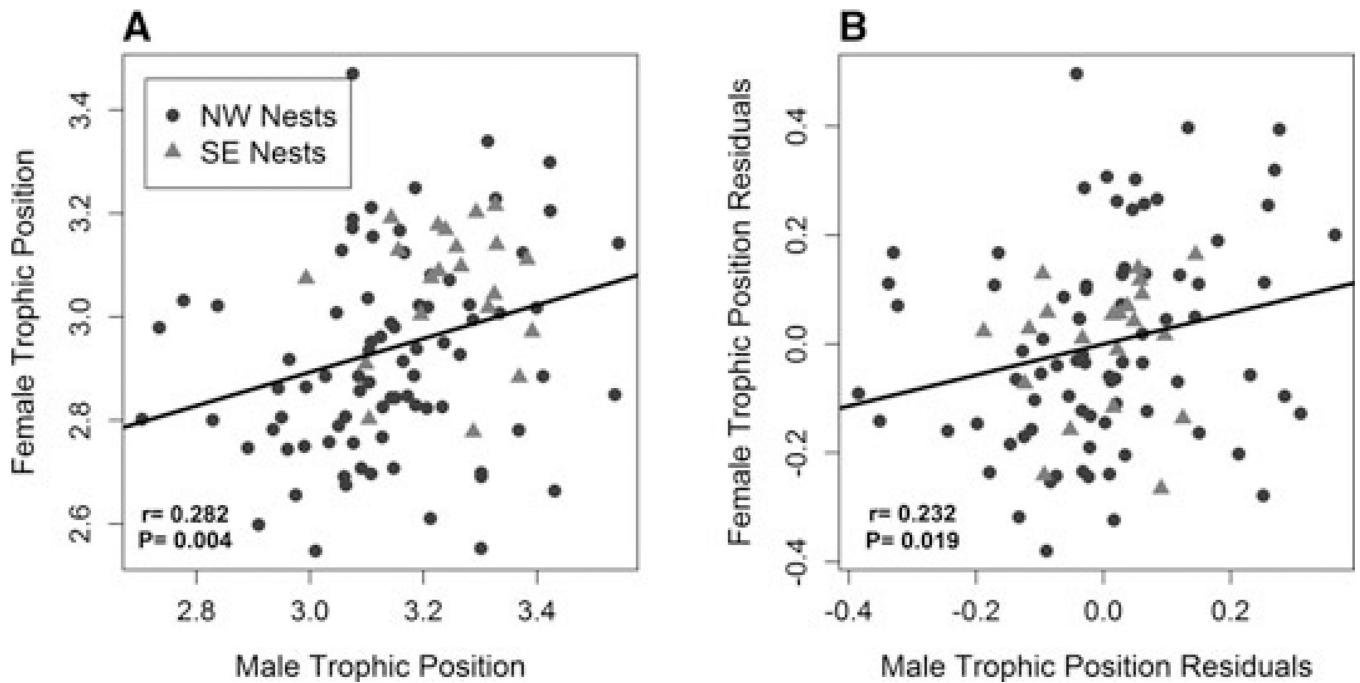 A
NW Nests
SE Nests
3.4
3.2
3.0
2.8
2.6
Female Trophic Position
r= 0.282
P= 0.004
2.8 3.0 3.2 3.4
Male Trophic Position
B
0.4
0.2
0.0
-0.2
-0.4
Female Trophic Position Residuals
r= 0.232
P= 0.019
-0.4 -0.2 0.0 0.2
Male Trophic Position Residuals